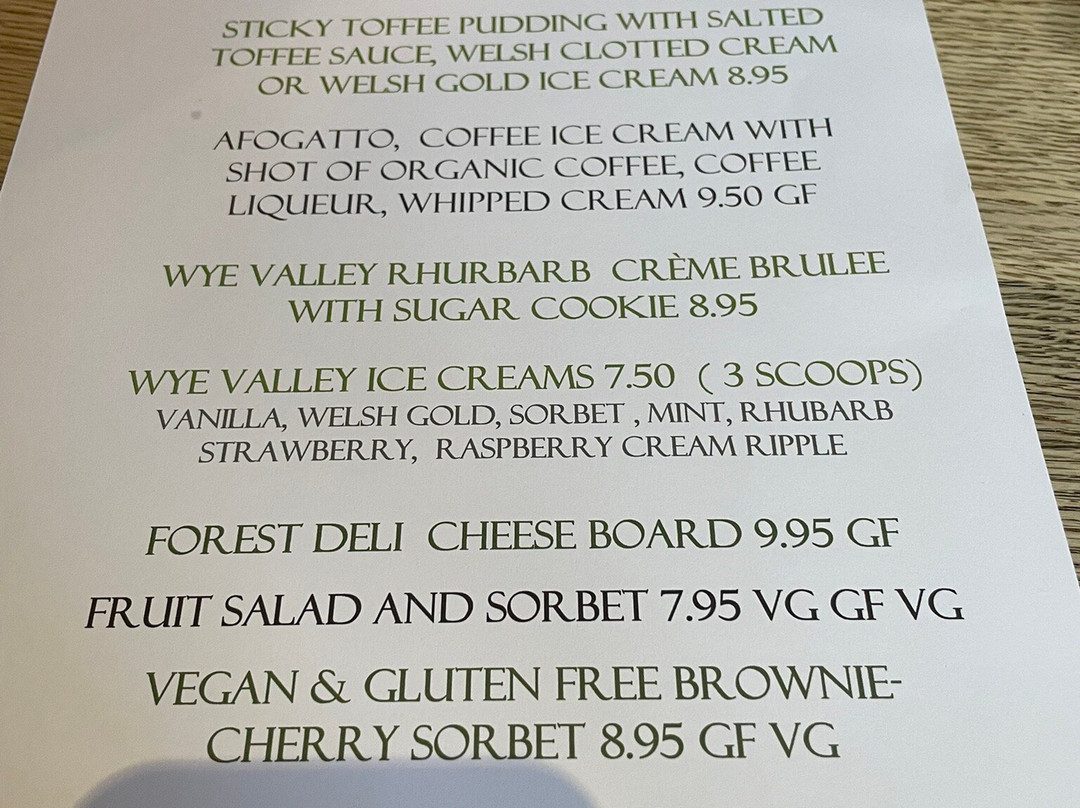 STICKY TOFFEE PUDDING WITH SALTED
TOFFEE SAUCE, WELSH CLOTTED CREAM
OR WELSH GOLD ICE CREAM 8.95
AFOGATTO, COFFEE ICE CREAM WITH
SHOT OF ORGANIC COFFEE, COFFEE
LIQUEUR, WHIPPED CREAM 9.50 GF
WYE VALLEY RHURBARB CRÈME BRULEE
WITH SUGAR COOKIE 8.95
WYE VALLEY ICE CREAMS 7.50 ( 3 SCOOPS)
VANILLA, WELSH GOLD, SORBET , MINT, RHUBARB
STRAWBERRY, RASPBERRY CREAM RIPPLE
FOREST DELI CHEESE BOARD 9.95 GF
FRUIT SALAD AND SORBET 7.95 VG GF VG
VEGAN & GLUTEN FREE BROWNIE-
CHERRY SORBET 8.95 GF VG